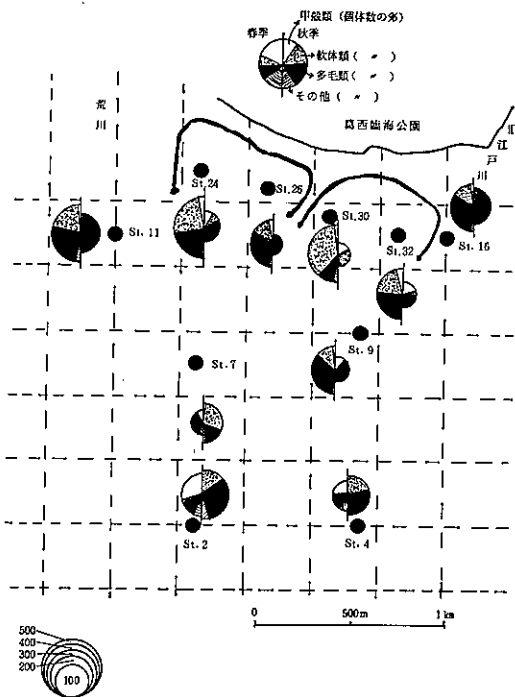 甲殻類 (個体数の%)
春季 秋季
軟体類 ( 〃 )
多毛類 ( 〃 )
その他 ( 〃 )
荒川
葛西臨海公園
旧江戸川
St.24
St.26
St.30
St.11
St.32
St.16
St.7
St.9
St.2
St.4
0 500m 1km
500
400
300
200
100